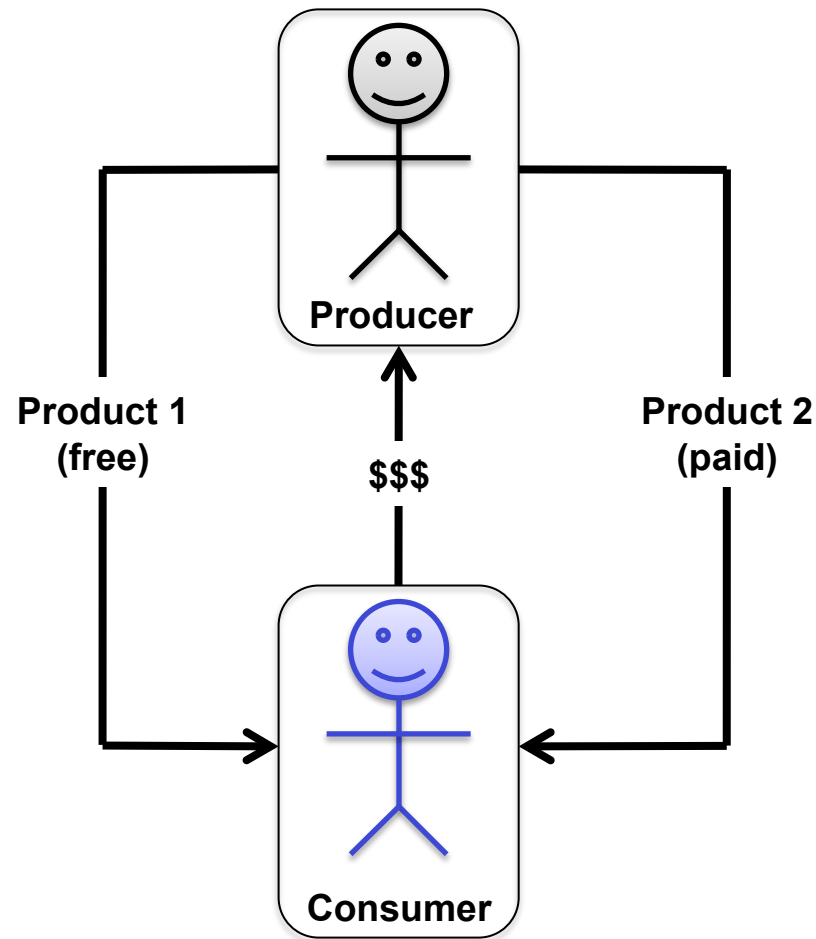 Producer
Product 1
(free)
$$$
Product 2
(paid)
Consumer